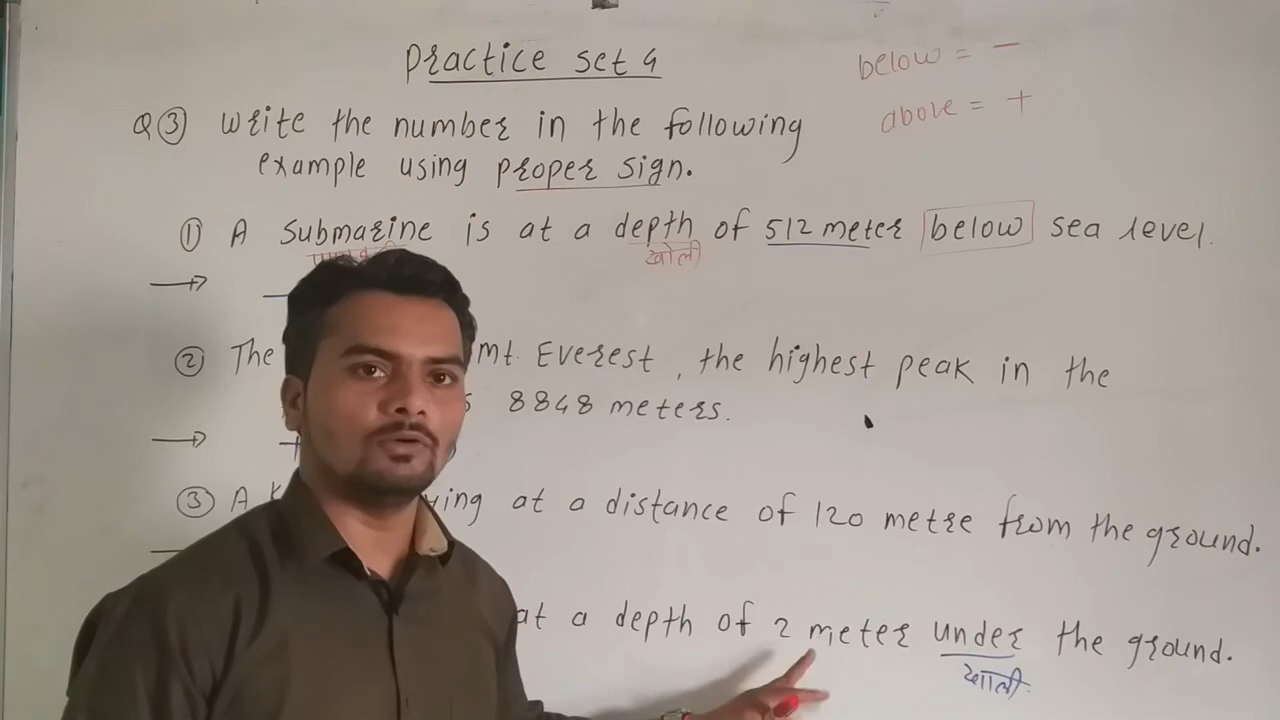 Practice set 4
below = -
above = +
Q ③ write the number in the following
example using proper sign.
① A submarine is at a depth of 512 meter below sea level.
खोली
→ -
② The mt. Everest, the highest peak in the
8848 meters.
→ +
③ A at a distance of 120 metre from the ground.
at a depth of 2 meter under the ground.
खाली